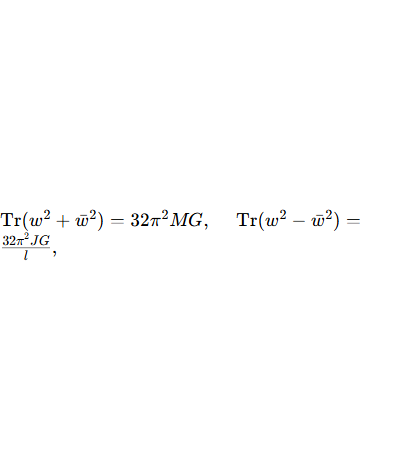 Tr(w² + w̄²) = 32π²MG, Tr(w² − w̄²) =
32π²JG/l,